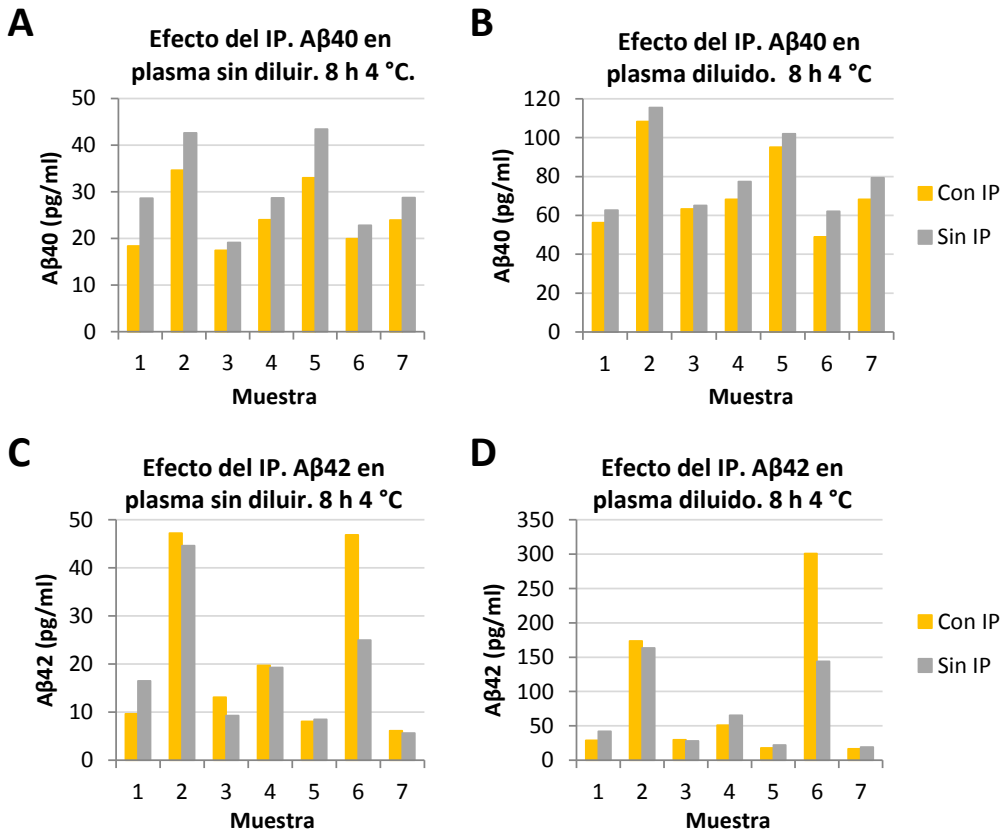 A
Efecto del IP. Aβ40 en
plasma sin diluir. 8 h 4 °C.
50
40
30
20
10
0
Aβ40 (pg/ml)
1 2 3 4 5 6 7
Muestra
B
Efecto del IP. Aβ40 en
plasma diluido. 8 h 4 °C
120
100
80
60
40
20
0
Aβ40 (pg/ml)
1 2 3 4 5 6 7
Muestra
Con IP
Sin IP
C
Efecto del IP. Aβ42 en
plasma sin diluir. 8 h 4 °C
50
40
30
20
10
0
Aβ42 (pg/ml)
1 2 3 4 5 6 7
Muestra
D
Efecto del IP. Aβ42 en
plasma diluido. 8 h 4 °C
350
300
250
200
150
100
50
0
Aβ42 (pg/ml)
1 2 3 4 5 6 7
Muestra
Con IP
Sin IP